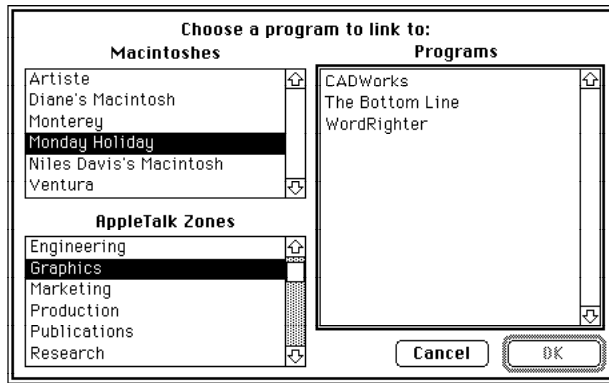 Choose a program to link to:
Macintoshes
Artiste
Diane's Macintosh
Monterey
Monday Holiday
Niles Davis's Macintosh
Ventura
AppleTalk Zones
Engineering
Graphics
Marketing
Production
Publications
Research
Programs
CADWorks
The Bottom Line
WordRighter
Cancel
OK